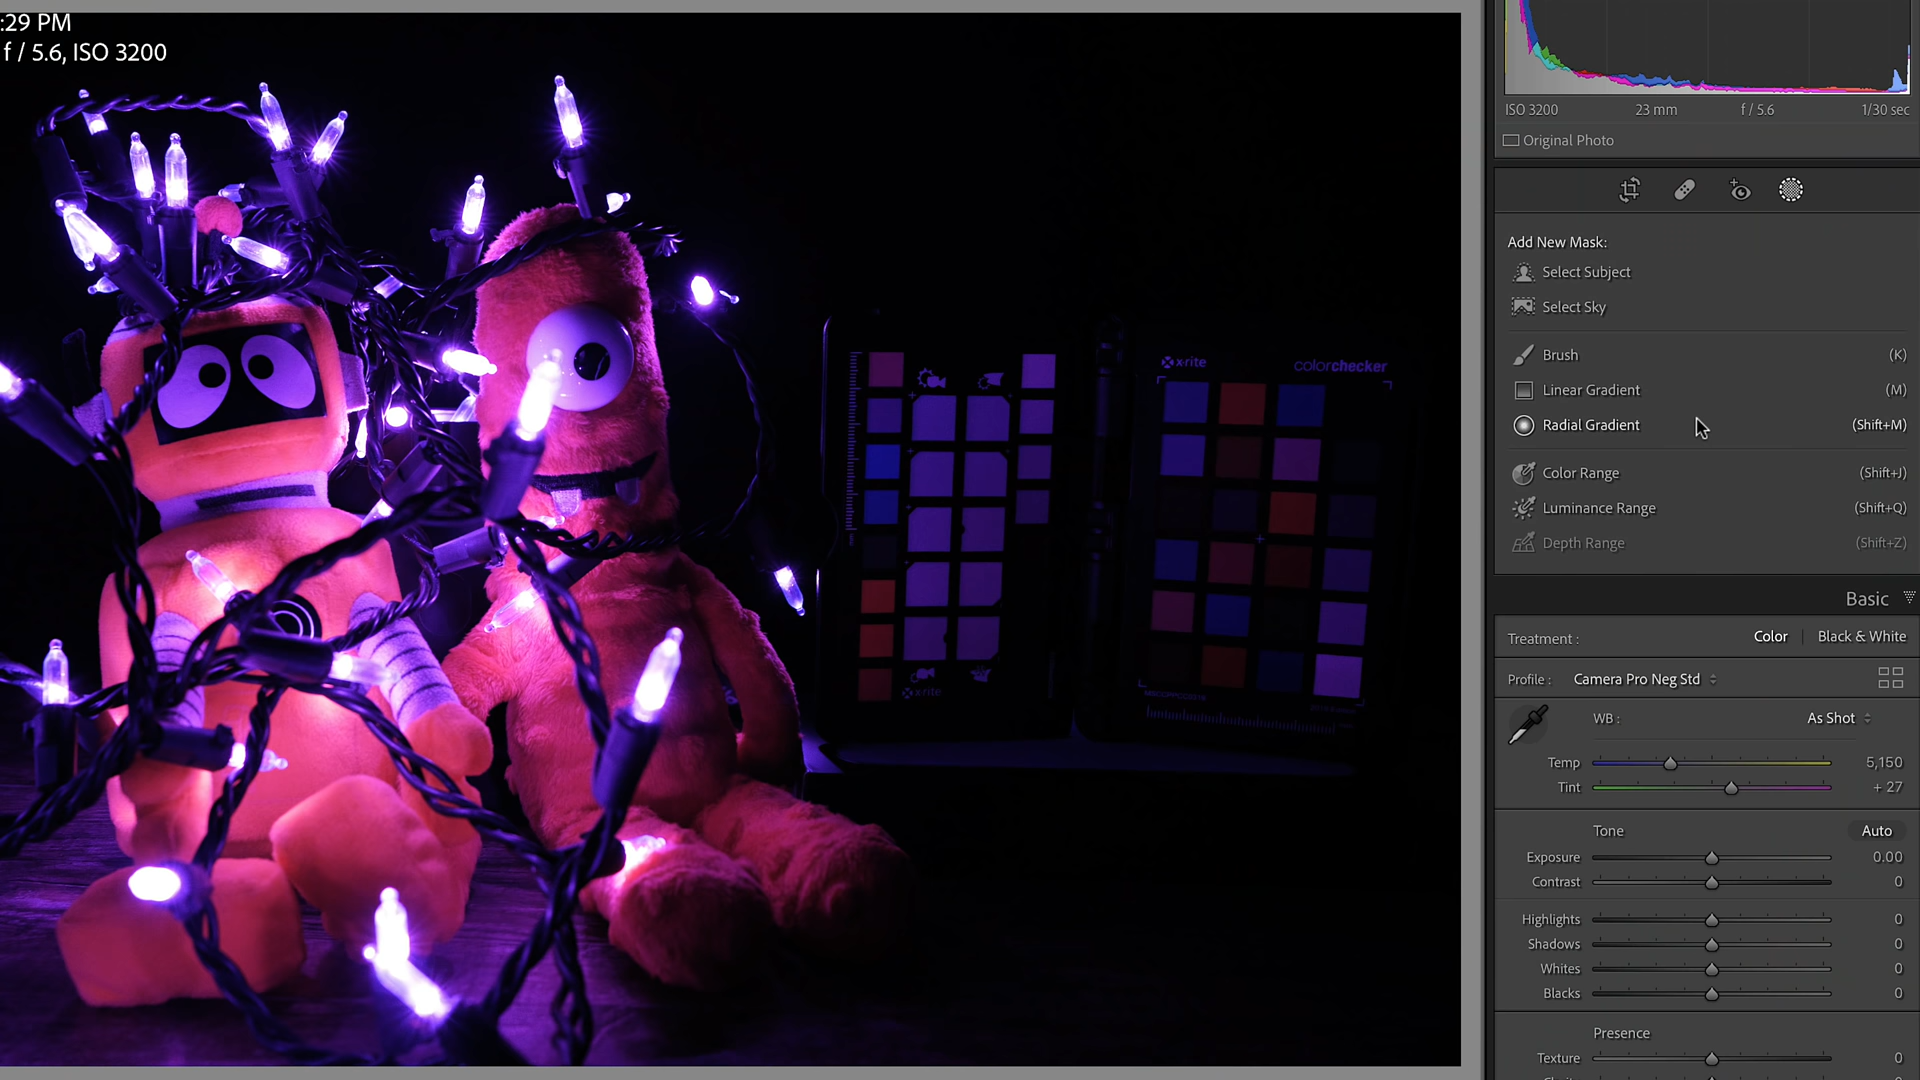 :29 PM
f / 5.6, ISO 3200
x-rite
colorchecker
x-rite
ISO 3200 23 mm f / 5.6 1/30 sec
Original Photo
Add New Mask:
Select Subject
Select Sky
Brush (K)
Linear Gradient (M)
Radial Gradient (Shift+M)
Color Range (Shift+J)
Luminance Range (Shift+Q)
Depth Range (Shift+Z)
Basic
Treatment : Color Black & White
Profile : Camera Pro Neg Std
WB : As Shot
Temp 5,150
Tint + 27
Tone Auto
Exposure 0.00
Contrast 0
Highlights 0
Shadows 0
Whites 0
Blacks 0
Presence
Texture 0